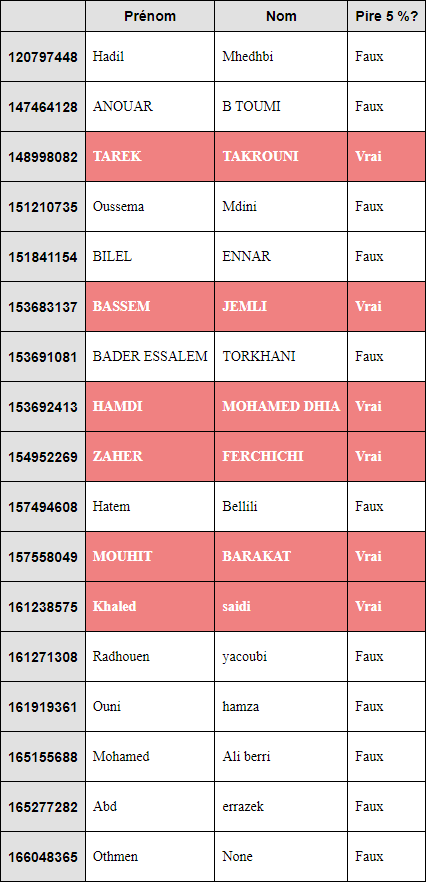 Prénom Nom Pire 5 %?
120797448 Hadil Mhedhbi Faux
147464128 ANOUAR B TOUMI Faux
148998082 TAREK TAKROUNI Vrai
151210735 Oussema Mdini Faux
151841154 BILEL ENNAR Faux
153683137 BASSEM JEMLI Vrai
153691081 BADER ESSALEM TORKHANI Faux
153692413 HAMDI MOHAMED DHIA Vrai
154952269 ZAHER FERCHICHI Vrai
157494608 Hatem Bellili Faux
157558049 MOUHIT BARAKAT Vrai
161238575 Khaled saidi Vrai
161271308 Radhouen yacoubi Faux
161919361 Ouni hamza Faux
165155688 Mohamed Ali berri Faux
165277282 Abd errazek Faux
166048365 Othmen None Faux